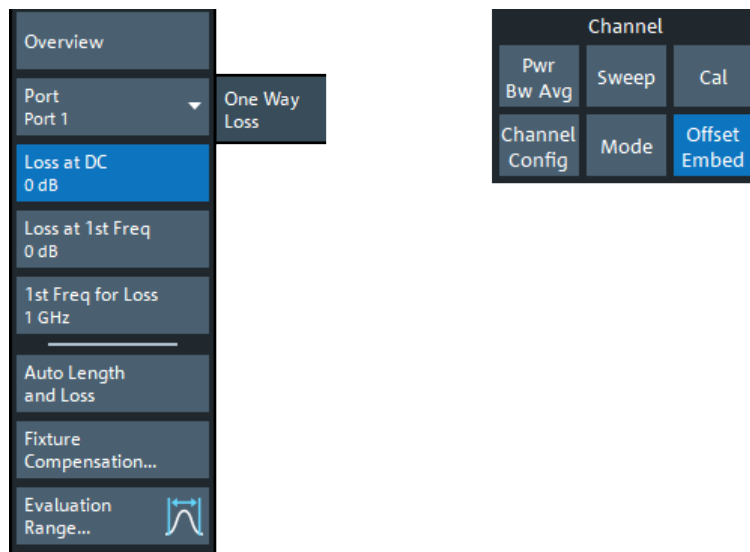 Overview
Port
Port 1
One Way
Loss
Loss at DC
0 dB
Loss at 1st Freq
0 dB
1st Freq for Loss
1 GHz
Auto Length
and Loss
Fixture
Compensation...
Evaluation
Range...
Channel
Pwr
Bw Avg
Sweep
Cal
Channel
Config
Mode
Offset
Embed